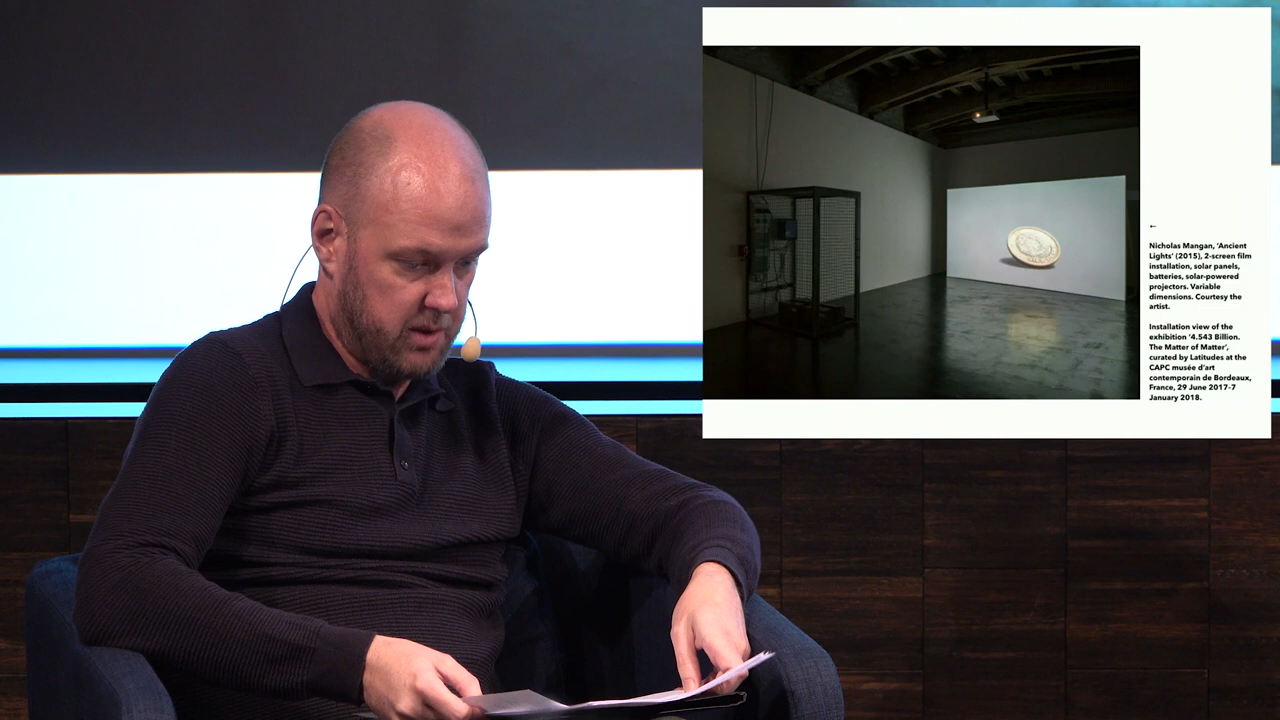 ←
Nicholas Mangan, ‘Ancient
Lights’ (2015), 2-screen film
installation, solar panels,
batteries, solar-powered
projectors. Variable
dimensions. Courtesy the
artist.
Installation view of the
exhibition ‘4.543 Billion.
The Matter of Matter’,
curated by Latitudes at the
CAPC musée d’art
contemporain de Bordeaux,
France, 29 June 2017–7
January 2018.